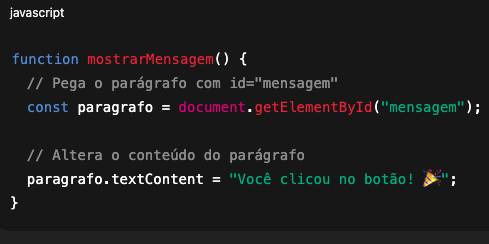 javascript
function mostrarMensagem() {
  // Pega o parágrafo com id="mensagem"
  const paragrafo = document.getElementById("mensagem");
  // Altera o conteúdo do parágrafo
  paragrafo.textContent = "Você clicou no botão! 🎉";
}